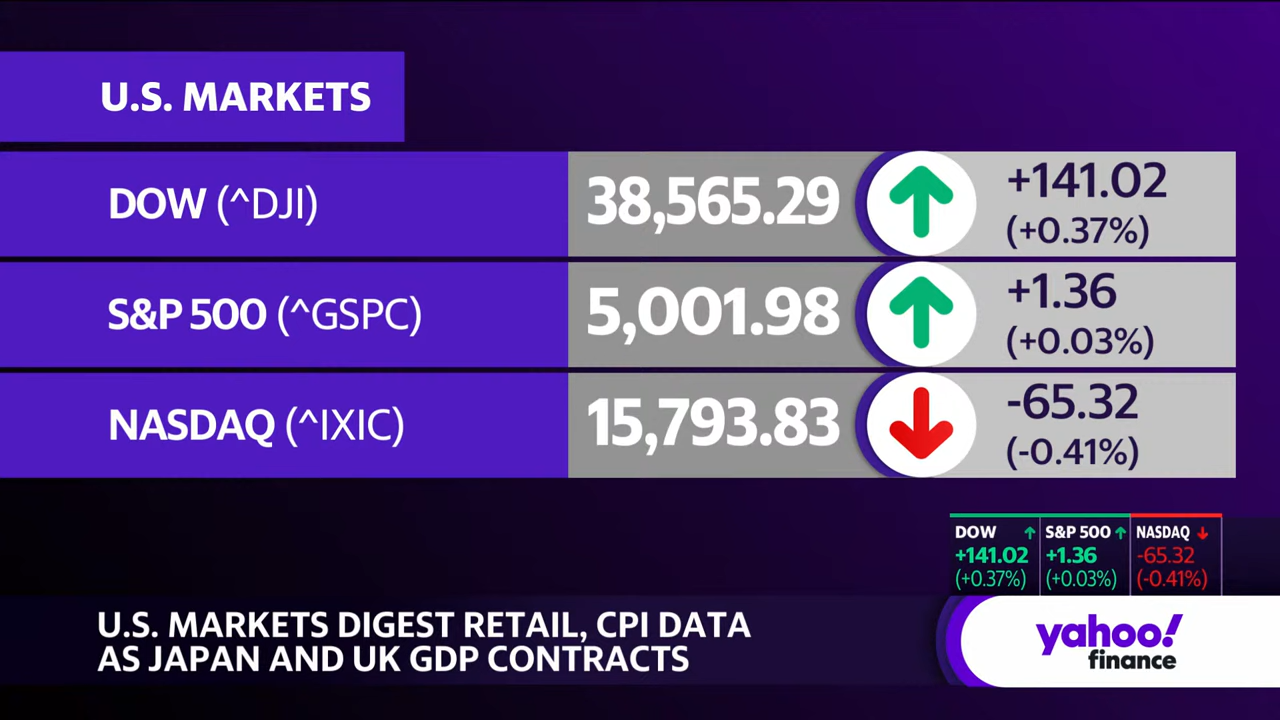 U.S. MARKETS
DOW (^DJI) 38,565.29 +141.02
(+0.37%)
S&P 500 (^GSPC) 5,001.98 +1.36
(+0.03%)
NASDAQ (^IXIC) 15,793.83 -65.32
(-0.41%)
DOW S&P 500 NASDAQ
+141.02 +1.36 -65.32
(+0.37%) (+0.03%) (-0.41%)
U.S. MARKETS DIGEST RETAIL, CPI DATA
AS JAPAN AND UK GDP CONTRACTS
yahoo!
finance